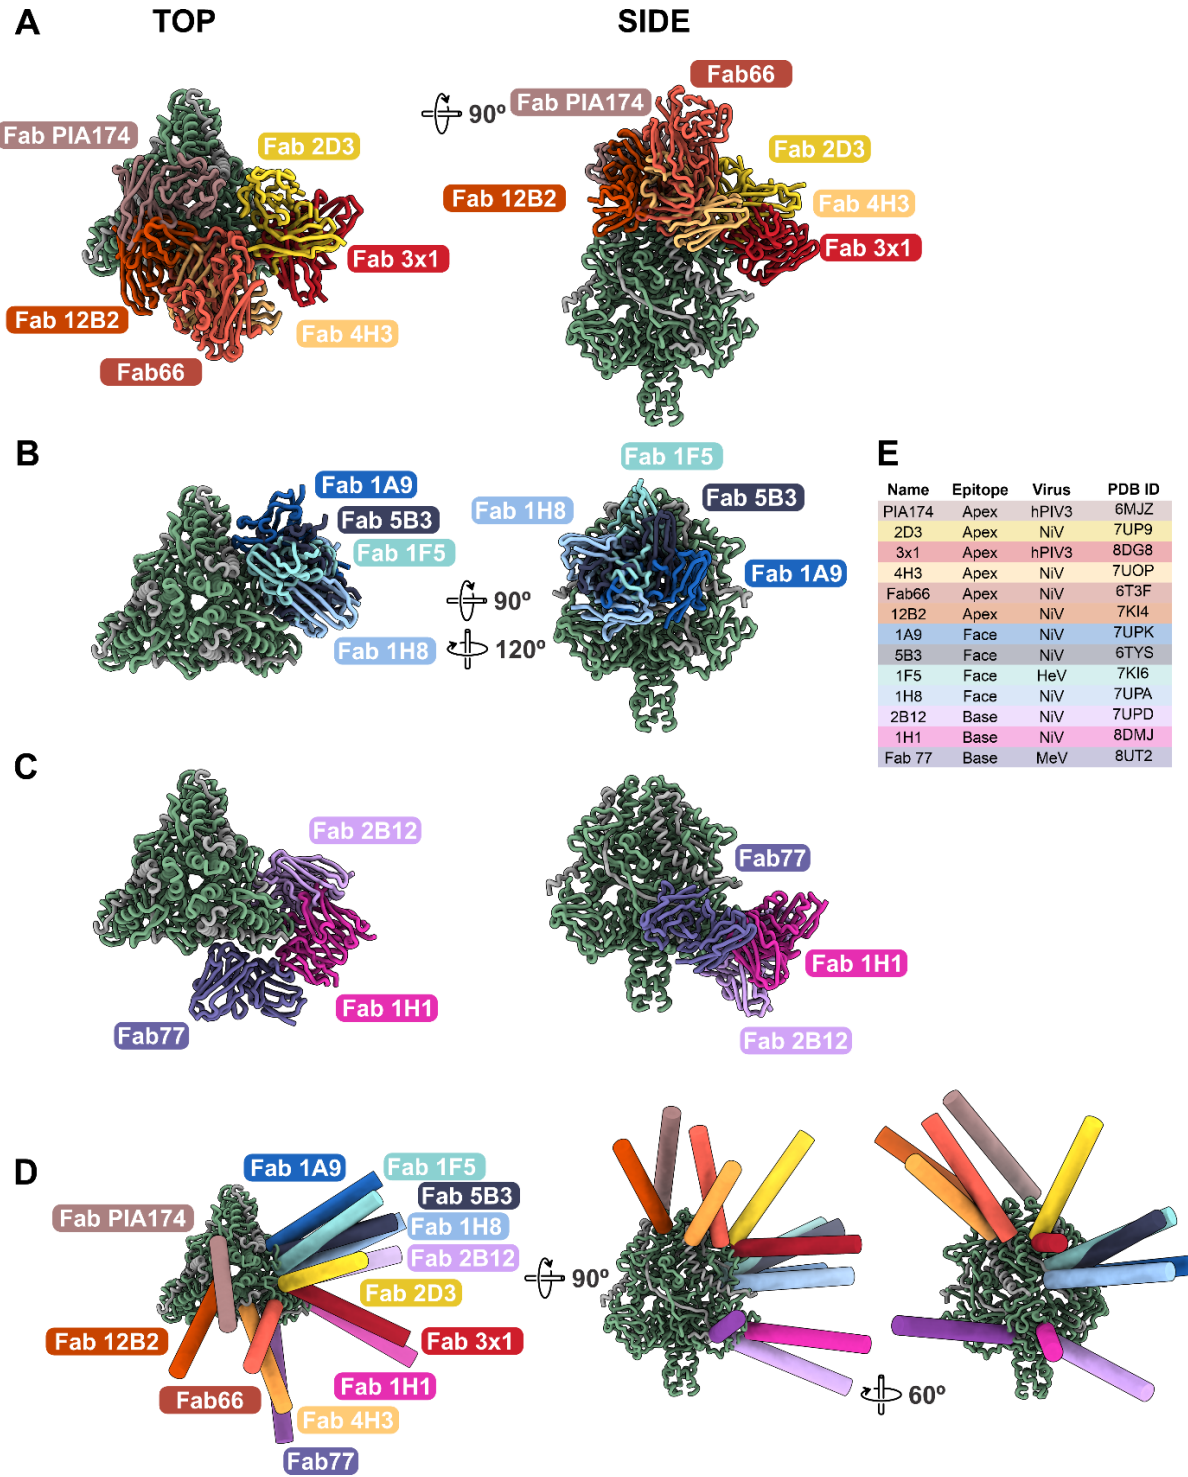 A
TOP
SIDE
Fab PIA174
Fab 2D3
Fab 3x1
Fab 12B2
Fab 4H3
Fab66
90º
Fab66
Fab PIA174
Fab 2D3
Fab 12B2
Fab 4H3
Fab 3x1
B
Fab 1A9
Fab 5B3
Fab 1F5
Fab 1H8
90º
120º
Fab 1F5
Fab 5B3
Fab 1H8
Fab 1A9
E
Name Epitope Virus PDB ID
PIA174 Apex hPIV3 6MJZ
2D3 Apex NiV 7UP9
3x1 Apex hPIV3 8DG8
4H3 Apex NiV 7UOP
Fab66 Apex NiV 6T3F
12B2 Apex NiV 7KI4
1A9 Face NiV 7UPK
5B3 Face NiV 6TYS
1F5 Face HeV 7KI6
1H8 Face NiV 7UPA
2B12 Base NiV 7UPD
1H1 Base NiV 8DMJ
Fab 77 Base MeV 8UT2
C
Fab 2B12
Fab 1H1
Fab77
Fab77
Fab 1H1
Fab 2B12
D
Fab 1A9
Fab 1F5
Fab 5B3
Fab PIA174
Fab 1H8
Fab 2B12
Fab 2D3
Fab 12B2
Fab 3x1
Fab66
Fab 1H1
Fab 4H3
Fab77
90º
60º